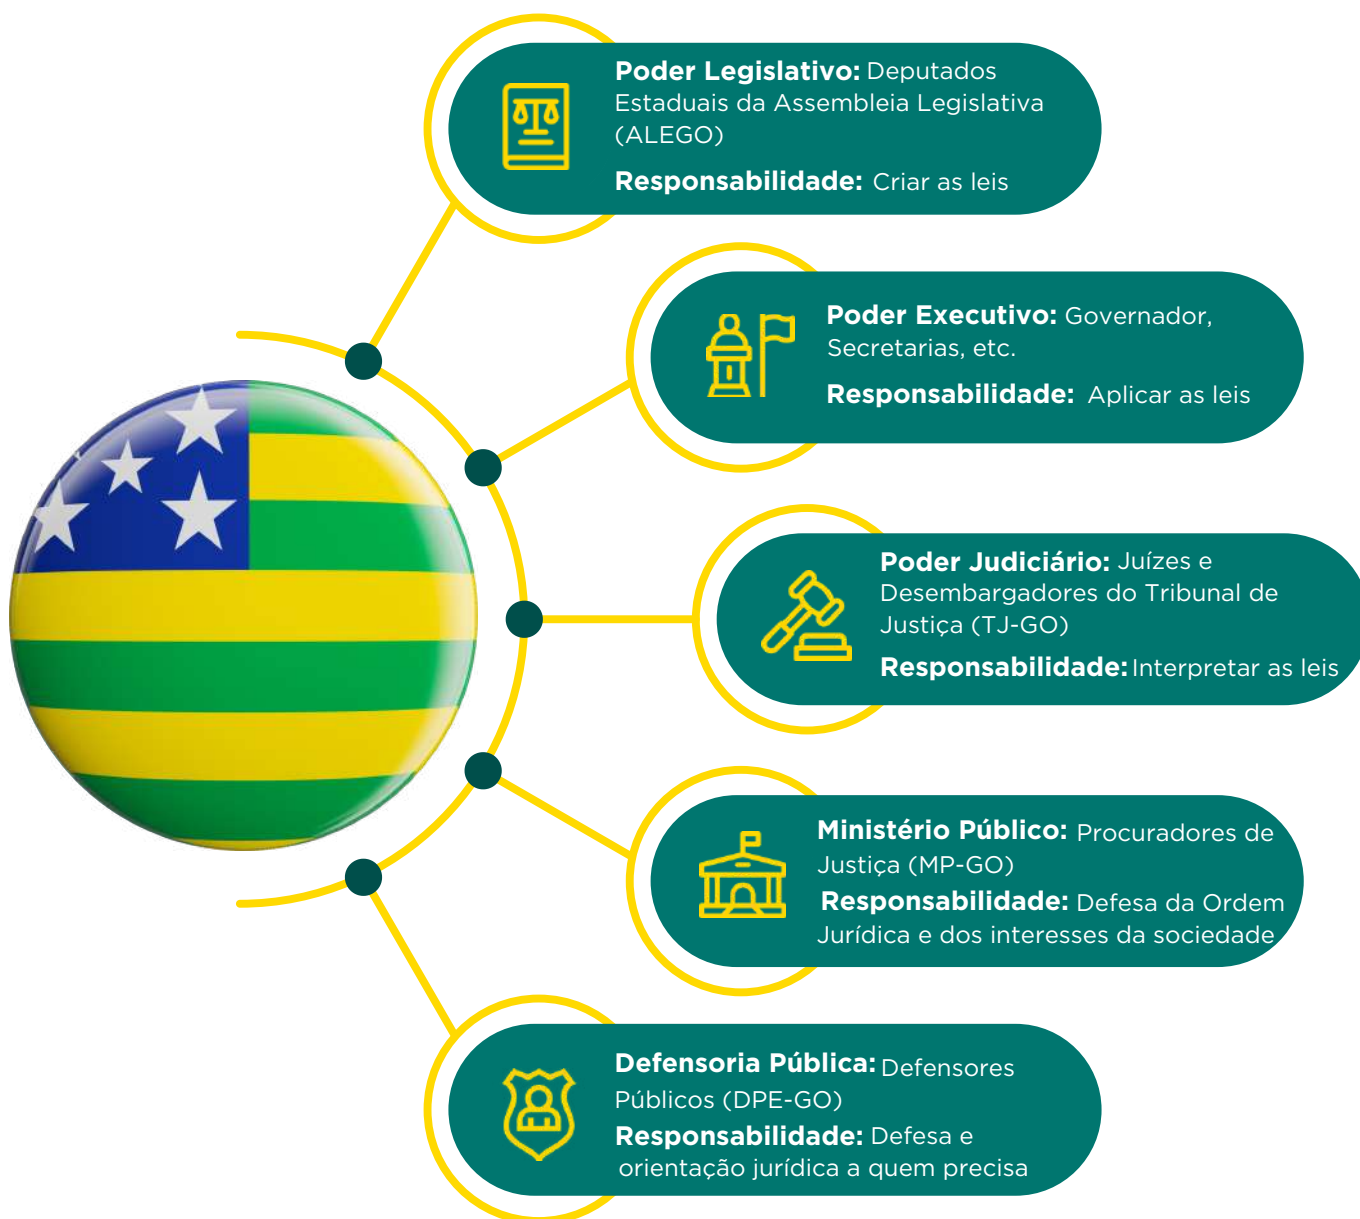 Poder Legislativo: Deputados
Estaduais da Assembleia Legislativa
(ALEGO)
Responsabilidade: Criar as leis
Poder Executivo: Governador,
Secretarias, etc.
Responsabilidade: Aplicar as leis
Poder Judiciário: Juízes e
Desembargadores do Tribunal de
Justiça (TJ-GO)
Responsabilidade: Interpretar as leis
Ministério Público: Procuradores de
Justiça (MP-GO)
Responsabilidade: Defesa da Ordem
Jurídica e dos interesses da sociedade
Defensoria Pública: Defensores
Públicos (DPE-GO)
Responsabilidade: Defesa e
orientação jurídica a quem precisa